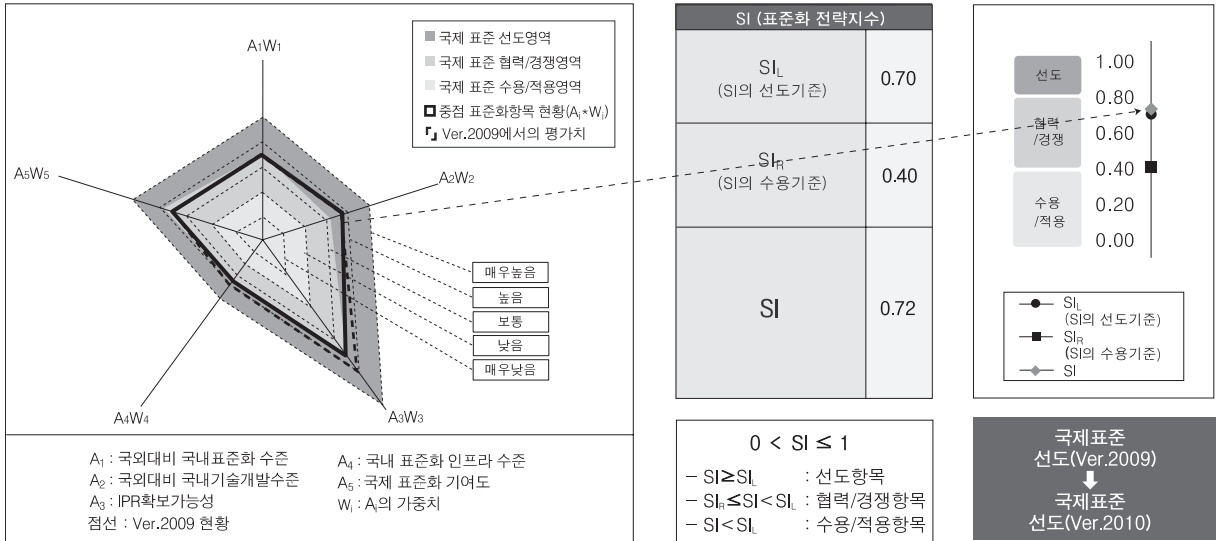 A₁W₁
A₂W₂
A₃W₃
A₄W₄
A₅W₅
국제 표준 선도영역
국제 표준 협력/경쟁영역
국제 표준 수용/적용영역
중점 표준화항목 현황(Aᵢ*Wᵢ)
Ver.2009에서의 평가치
매우높음
높음
보통
낮음
매우낮음
A₁ : 국외대비 국내표준화 수준
A₂ : 국외대비 국내기술개발수준
A₃ : IPR확보가능성
점선 : Ver.2009 현황
A₄ : 국내 표준화 인프라 수준
A₅ : 국제 표준화 기여도
Wᵢ : Aᵢ의 가중치
SI (표준화 전략지수)
SI_L
(SI의 선도기준)
0.70
SI_R
(SI의 수용기준)
0.40
SI
0.72
0 < SI ≤ 1
– SI≥SI_L : 선도항목
– SI_R≤SI<SI_L : 협력/경쟁항목
– SI<SI_L : 수용/적용항목
선도
협력
/경쟁
수용
/적용
1.00
0.80
0.60
0.40
0.20
0.00
SI_L
(SI의 선도기준)
SI_R
(SI의 수용기준)
SI
국제표준
선도(Ver.2009)
국제표준
선도(Ver.2010)